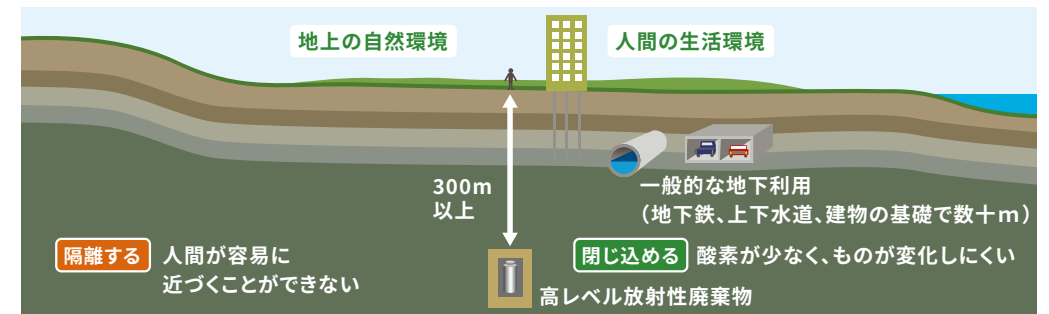 地上の自然環境
人間の生活環境
300m
以上
一般的な地下利用
（地下鉄、上下水道、建物の基礎で数十m）
隔離する
人間が容易に
近づくことができない
閉じ込める
酸素が少なく、ものが変化しにくい
高レベル放射性廃棄物